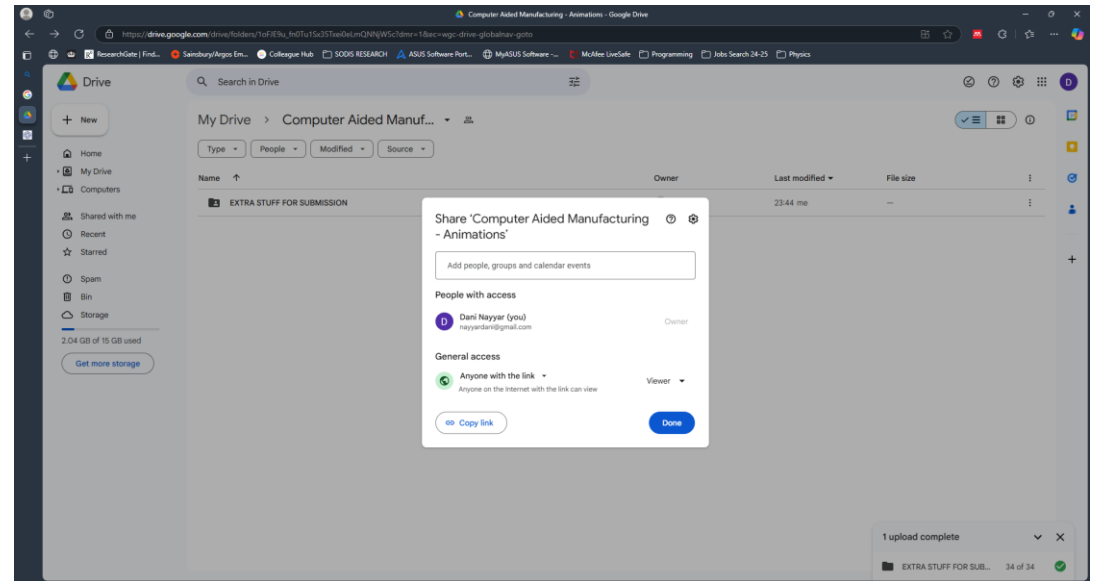 Computer Aided Manufacturing - Animations - Google Drive
https://drive.google.com/drive/folders/1oFJE9u_fn0Tu1Sx35Txei0eLmQNNjW5c?dmr=1&ec=wgc-drive-globalnav-goto
ResearchGate | Find... Sainsbury/Argos Em... Colleague Hub SODIS RESEARCH ASUS Software Port... MyASUS Software -... McAfee LiveSafe Programming Jobs Search 24-25 Physics
Drive
Search in Drive
D
New
My Drive > Computer Aided Manuf...
Type People Modified Source
Home
My Drive
Computers
Shared with me
Recent
Starred
Spam
Bin
Storage
2.04 GB of 15 GB used
Get more storage
Name Owner Last modified File size
EXTRA STUFF FOR SUBMISSION 23:44 me —
Share 'Computer Aided Manufacturing
- Animations'
Add people, groups and calendar events
People with access
D
Dani Nayyar (you)
nayyardani@gmail.com
Owner
General access
Anyone with the link
Anyone on the Internet with the link can view
Viewer
Copy link
Done
1 upload complete
EXTRA STUFF FOR SUB... 34 of 34